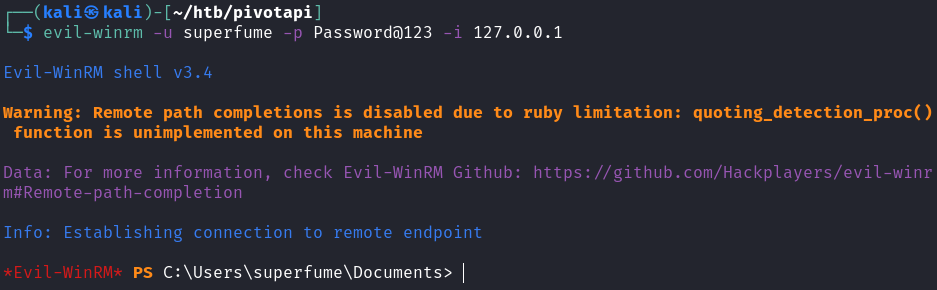 ┌──(kali㉿kali)-[~/htb/pivotapi]
└─$ evil-winrm -u superfume -p Password@123 -i 127.0.0.1
Evil-WinRM shell v3.4
Warning: Remote path completions is disabled due to ruby limitation: quoting_detection_proc()
function is unimplemented on this machine
Data: For more information, check Evil-WinRM Github: https://github.com/Hackplayers/evil-winr
m#Remote-path-completion
Info: Establishing connection to remote endpoint
*Evil-WinRM* PS C:\Users\superfume\Documents>